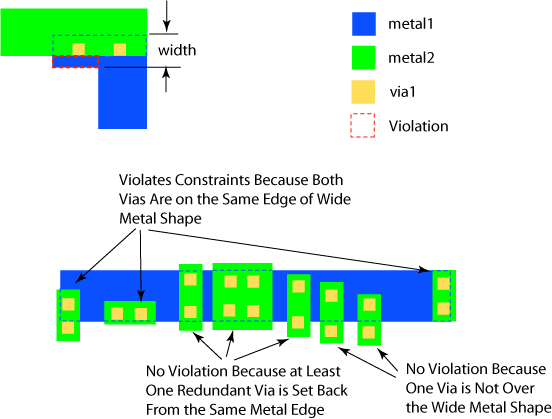 width
metal1
metal2
via1
Violation
Violates Constraints Because Both
Vias Are on the Same Edge of Wide
Metal Shape
No Violation Because at Least
One Redundant Via is Set Back
From the Same Metal Edge
No Violation Because
One Via is Not Over
the Wide Metal Shape